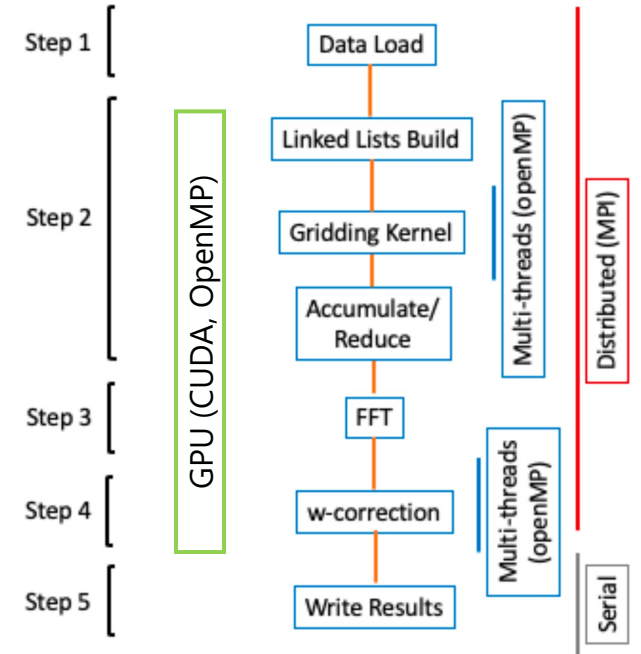 Step 1
Data Load
Step 2
Linked Lists Build
Gridding Kernel
Accumulate/
Reduce
Step 3
FFT
Step 4
w-correction
Step 5
Write Results
GPU (CUDA, OpenMP)
Multi-threads (openMP)
Multi-threads
(openMP)
Distributed (MPI)
Serial